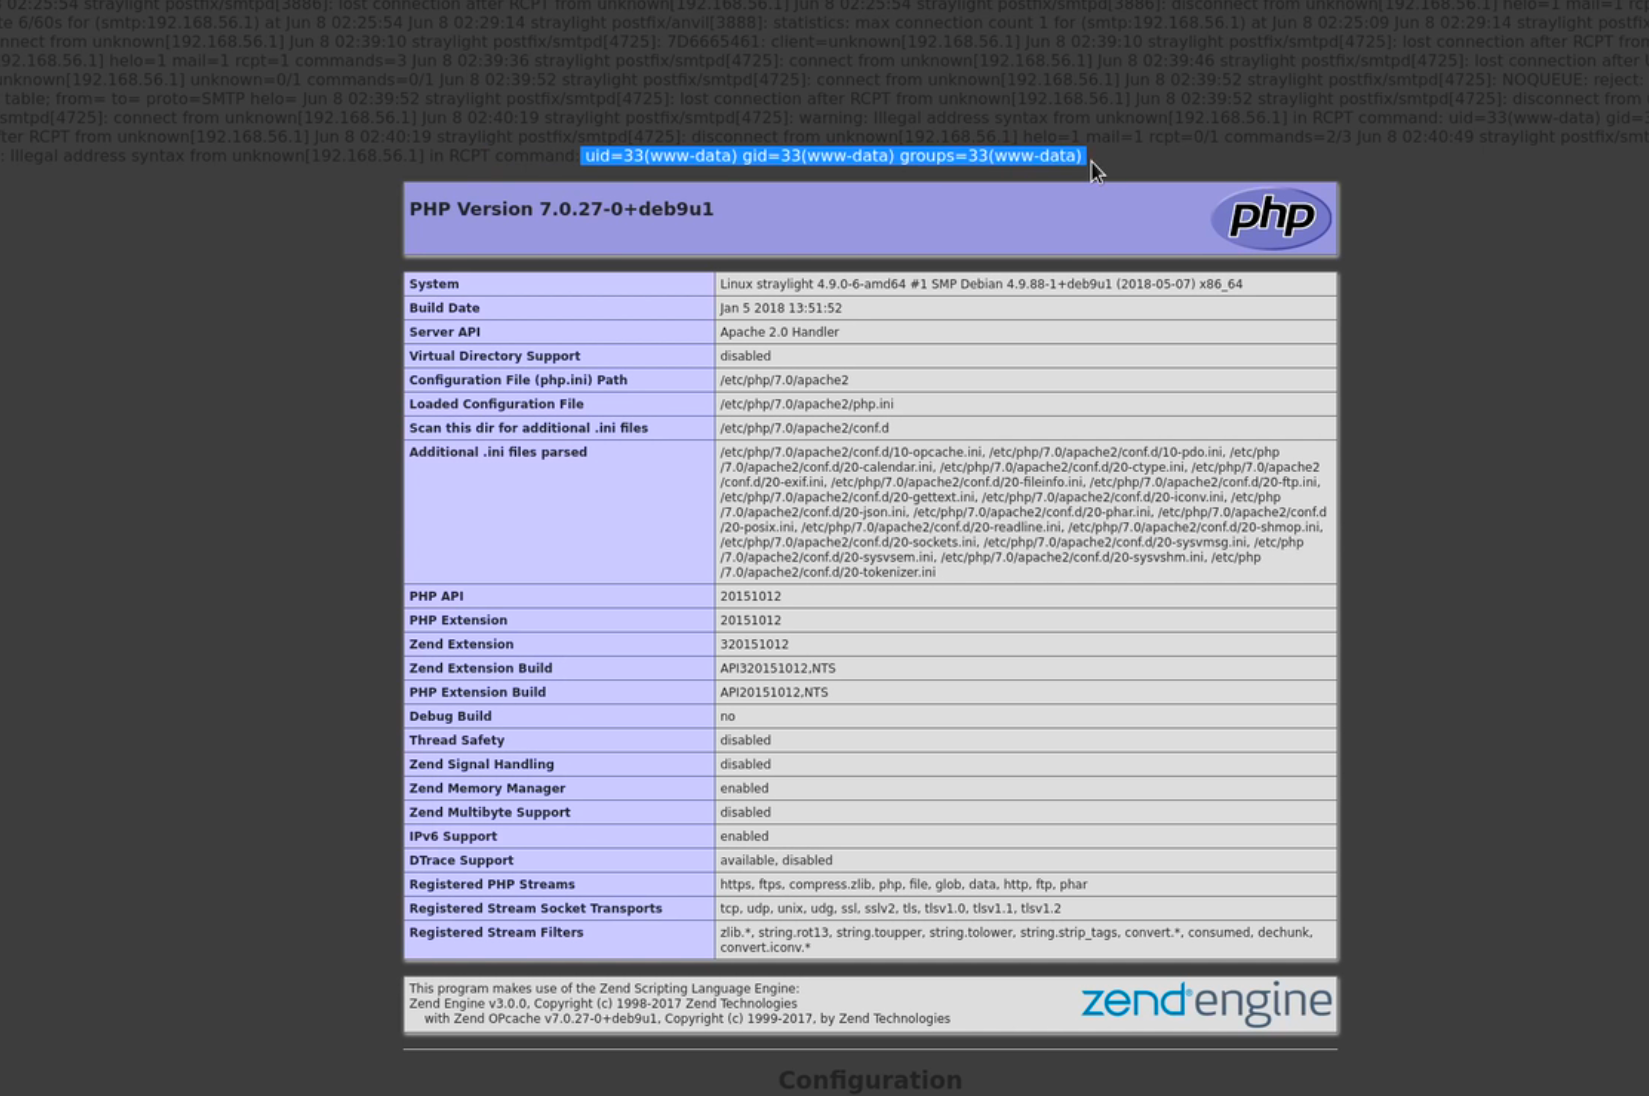 02:25:54 straylight postfix/smtpd[3886]: lost connection after RCPT from unknown[192.168.56.1] Jun 8 02:25:54 straylight postfix/smtpd[3886]: disconnect from unknown[192.168.56.1] helo=1 mail=1
te 6/60s for (smtp:192.168.56.1) at Jun 8 02:25:54 Jun 8 02:29:14 straylight postfix/anvil[3888]: statistics: max connection count 1 for (smtp:192.168.56.1) at Jun 8 02:25:09 Jun 8 02:29:14 straylight postfix
nnect from unknown[192.168.56.1] Jun 8 02:39:10 straylight postfix/smtpd[4725]: 7D6665461: client=unknown[192.168.56.1] Jun 8 02:39:10 straylight postfix/smtpd[4725]: lost connection after RCPT from
92.168.56.1] helo=1 mail=1 rcpt=1 commands=3 Jun 8 02:39:36 straylight postfix/smtpd[4725]: connect from unknown[192.168.56.1] Jun 8 02:39:46 straylight postfix/smtpd[4725]: lost connection after
unknown[192.168.56.1] unknown=0/1 commands=0/1 Jun 8 02:39:52 straylight postfix/smtpd[4725]: connect from unknown[192.168.56.1] Jun 8 02:39:52 straylight postfix/smtpd[4725]: NOQUEUE: reject:
table; from= to= proto=SMTP helo= Jun 8 02:39:52 straylight postfix/smtpd[4725]: lost connection after RCPT from unknown[192.168.56.1] Jun 8 02:39:52 straylight postfix/smtpd[4725]: disconnect from
smtpd[4725]: connect from unknown[192.168.56.1] Jun 8 02:40:19 straylight postfix/smtpd[4725]: warning: Illegal address syntax from unknown[192.168.56.1] in RCPT command: uid=33(www-data) gid=
ter RCPT from unknown[192.168.56.1] Jun 8 02:40:19 straylight postfix/smtpd[4725]: disconnect from unknown[192.168.56.1] helo=1 mail=1 rcpt=0/1 commands=2/3 Jun 8 02:40:49 straylight postfix/sm
: Illegal address syntax from unknown[192.168.56.1] in RCPT command: uid=33(www-data) gid=33(www-data) groups=33(www-data)
PHP Version 7.0.27-0+deb9u1
php
System Linux straylight 4.9.0-6-amd64 #1 SMP Debian 4.9.88-1+deb9u1 (2018-05-07) x86_64
Build Date Jan 5 2018 13:51:52
Server API Apache 2.0 Handler
Virtual Directory Support disabled
Configuration File (php.ini) Path /etc/php/7.0/apache2
Loaded Configuration File /etc/php/7.0/apache2/php.ini
Scan this dir for additional .ini files /etc/php/7.0/apache2/conf.d
Additional .ini files parsed /etc/php/7.0/apache2/conf.d/10-opcache.ini, /etc/php/7.0/apache2/conf.d/10-pdo.ini, /etc/php
/7.0/apache2/conf.d/20-calendar.ini, /etc/php/7.0/apache2/conf.d/20-ctype.ini, /etc/php/7.0/apache2
/conf.d/20-exif.ini, /etc/php/7.0/apache2/conf.d/20-fileinfo.ini, /etc/php/7.0/apache2/conf.d/20-ftp.ini,
/etc/php/7.0/apache2/conf.d/20-gettext.ini, /etc/php/7.0/apache2/conf.d/20-iconv.ini, /etc/php
/7.0/apache2/conf.d/20-json.ini, /etc/php/7.0/apache2/conf.d/20-phar.ini, /etc/php/7.0/apache2/conf.d
/20-posix.ini, /etc/php/7.0/apache2/conf.d/20-readline.ini, /etc/php/7.0/apache2/conf.d/20-shmop.ini,
/etc/php/7.0/apache2/conf.d/20-sockets.ini, /etc/php/7.0/apache2/conf.d/20-sysvmsg.ini, /etc/php
/7.0/apache2/conf.d/20-sysvsem.ini, /etc/php/7.0/apache2/conf.d/20-sysvshm.ini, /etc/php
/7.0/apache2/conf.d/20-tokenizer.ini
PHP API 20151012
PHP Extension 20151012
Zend Extension 320151012
Zend Extension Build API320151012,NTS
PHP Extension Build API20151012,NTS
Debug Build no
Thread Safety disabled
Zend Signal Handling disabled
Zend Memory Manager enabled
Zend Multibyte Support disabled
IPv6 Support enabled
DTrace Support available, disabled
Registered PHP Streams https, ftps, compress.zlib, php, file, glob, data, http, ftp, phar
Registered Stream Socket Transports tcp, udp, unix, udg, ssl, sslv2, tls, tlsv1.0, tlsv1.1, tlsv1.2
Registered Stream Filters zlib.*, string.rot13, string.toupper, string.tolower, string.strip_tags, convert.*, consumed, dechunk,
convert.iconv.*
This program makes use of the Zend Scripting Language Engine:
Zend Engine v3.0.0, Copyright (c) 1998-2017 Zend Technologies
with Zend OPcache v7.0.27-0+deb9u1, Copyright (c) 1999-2017, by Zend Technologies
zend engine
Configuration